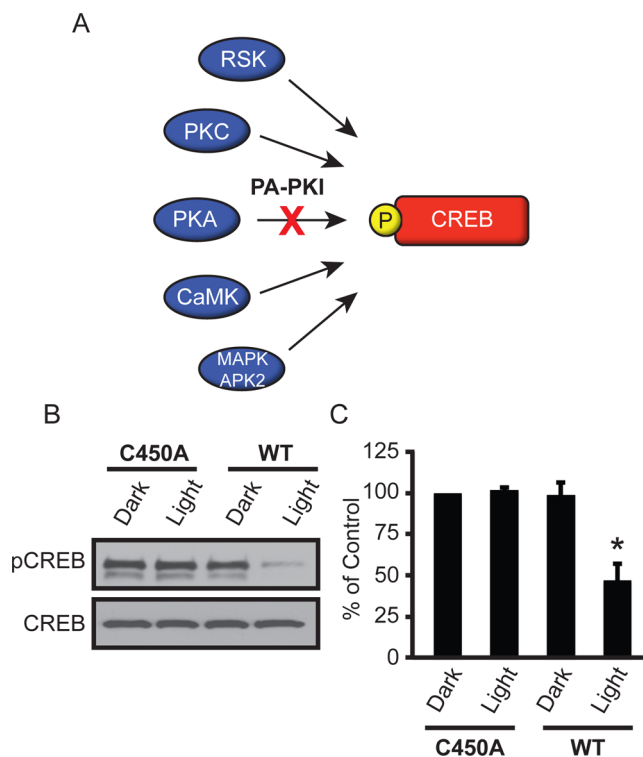 A
RSK
PKC
PA-PKI
PKA
X
P
CREB
CaMK
MAPK
APK2
B
C450A
WT
Dark
Light
Dark
Light
pCREB
CREB
C
% of Control
125
100
75
50
25
0
*
Dark
Light
Dark
Light
C450A
WT